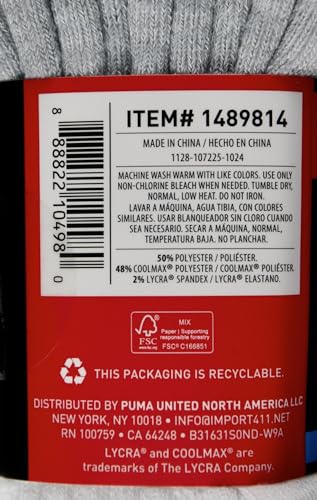 8 88822 10498 0
ITEM# 1489814
MADE IN CHINA / HECHO EN CHINA
1128-107225-1024
MACHINE WASH WARM WITH LIKE COLORS. USE ONLY
NON-CHLORINE BLEACH WHEN NEEDED. TUMBLE DRY,
NORMAL, LOW HEAT. DO NOT IRON.
LAVAR A MÁQUINA, AGUA TIBIA, CON COLORES
SIMILARES. USAR BLANQUEADOR SIN CLORO CUANDO
SEA NECESARIO. SECAR A MÁQUINA, NORMAL,
TEMPERATURA BAJA. NO PLANCHAR.
50% POLYESTER / POLIÉSTER.
48% COOLMAX® POLYESTER / COOLMAX® POLIÉSTER.
2% LYCRA® SPANDEX / LYCRA® ELASTANO.
FSC
www.fsc.org
MIX
Paper | Supporting
responsible forestry
FSC® C166851
THIS PACKAGING IS RECYCLABLE.
DISTRIBUTED BY PUMA UNITED NORTH AMERICA LLC
NEW YORK, NY 10018 • INFO@IMPORT411.NET
RN 100759 • CA 64248 • B31631S0ND-W9A
LYCRA® and COOLMAX® are
trademarks of The LYCRA Company.